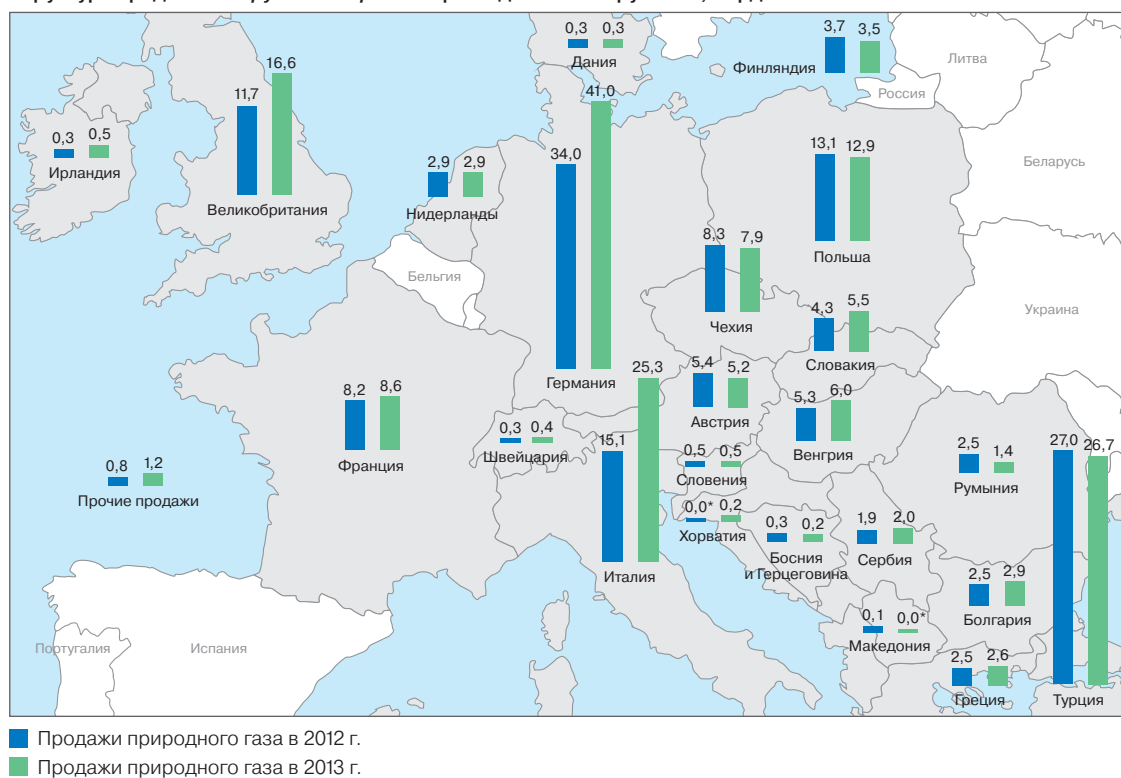 0,3 0,3
Дания
3,7 3,5
Финляндия
Литва
Россия
16,6
11,7
Великобритания
0,3 0,5
Ирландия
41,0
34,0
Германия
2,9 2,9
Нидерланды
13,1 12,9
Польша
Беларусь
Бельгия
8,3 7,9
Чехия
4,3 5,5
Словакия
Украина
8,2 8,6
Франция
0,3 0,4
Швейцария
25,3
15,1
Италия
5,4 5,2
Австрия
5,3 6,0
Венгрия
0,5 0,5
Словения
2,5 1,4
Румыния
27,0 26,7
Турция
0,8 1,2
Прочие продажи
0,0* 0,2
Хорватия
0,3 0,2
Босния
и Герцеговина
1,9 2,0
Сербия
2,5 2,9
Болгария
0,1 0,0*
Македония
2,5 2,6
Греция
Португалия
Испания
Продажи природного газа в 2012 г.
Продажи природного газа в 2013 г.